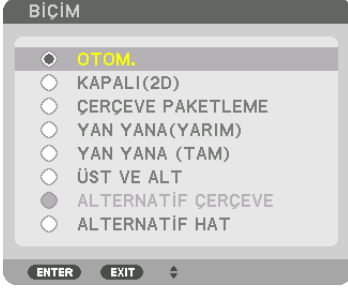 BİÇİM
OTOM.
KAPALI(2D)
ÇERÇEVE PAKETLEME
YAN YANA(YARIM)
YAN YANA (TAM)
ÜST VE ALT
ALTERNATİF ÇERÇEVE
ALTERNATİF HAT
ENTER EXIT